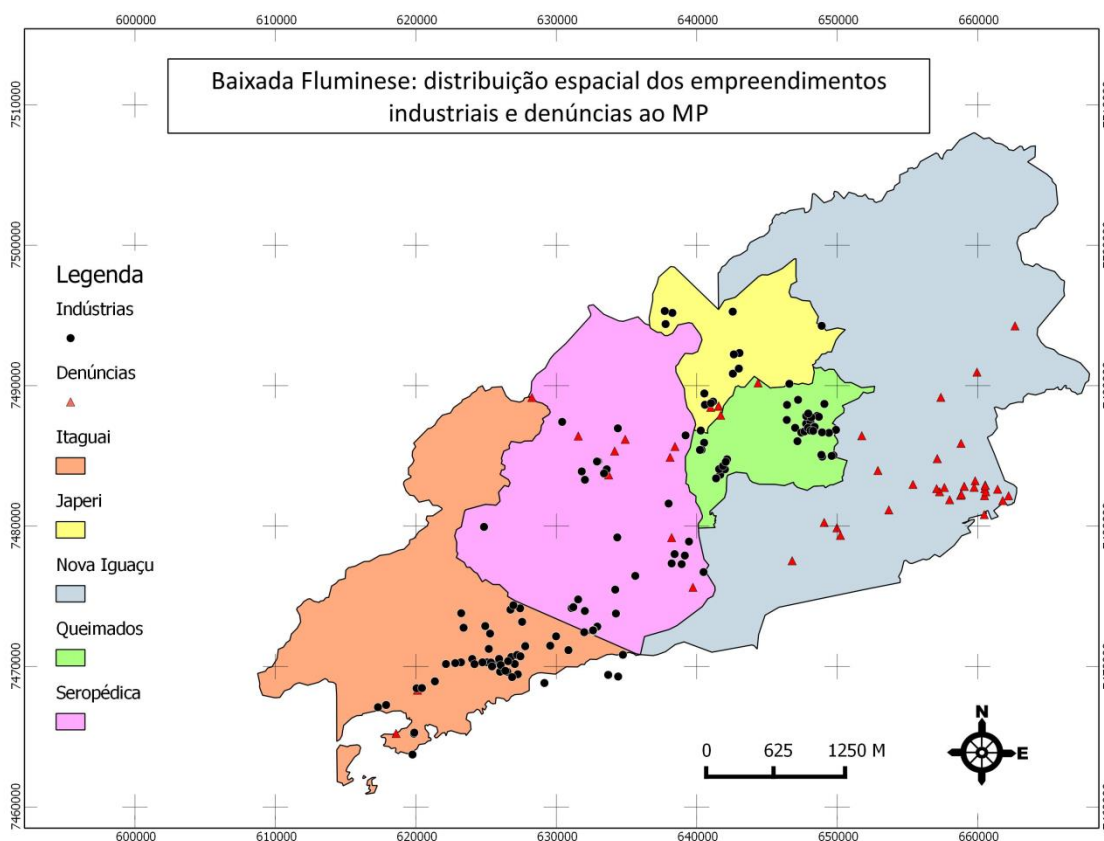 600000 610000 620000 630000 640000 650000 660000
Baixada Fluminese: distribuição espacial dos empreendimentos
industriais e denúncias ao MP
7510000
7500000
7490000
7480000
7470000
7460000
Legenda
Indústrias
Denúncias
Itaguai
Japeri
Nova Iguaçu
Queimados
Seropédica
N
E
0 625 1250 M
600000 610000 620000 630000 640000 650000 660000